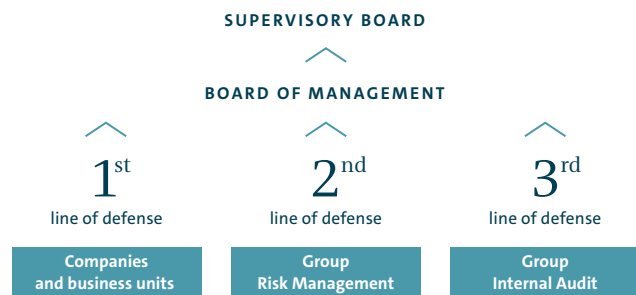 SUPERVISORY BOARD
BOARD OF MANAGEMENT
1st
line of defense
Companies
and business units
2nd
line of defense
Group
Risk Management
3rd
line of defense
Group
Internal Audit